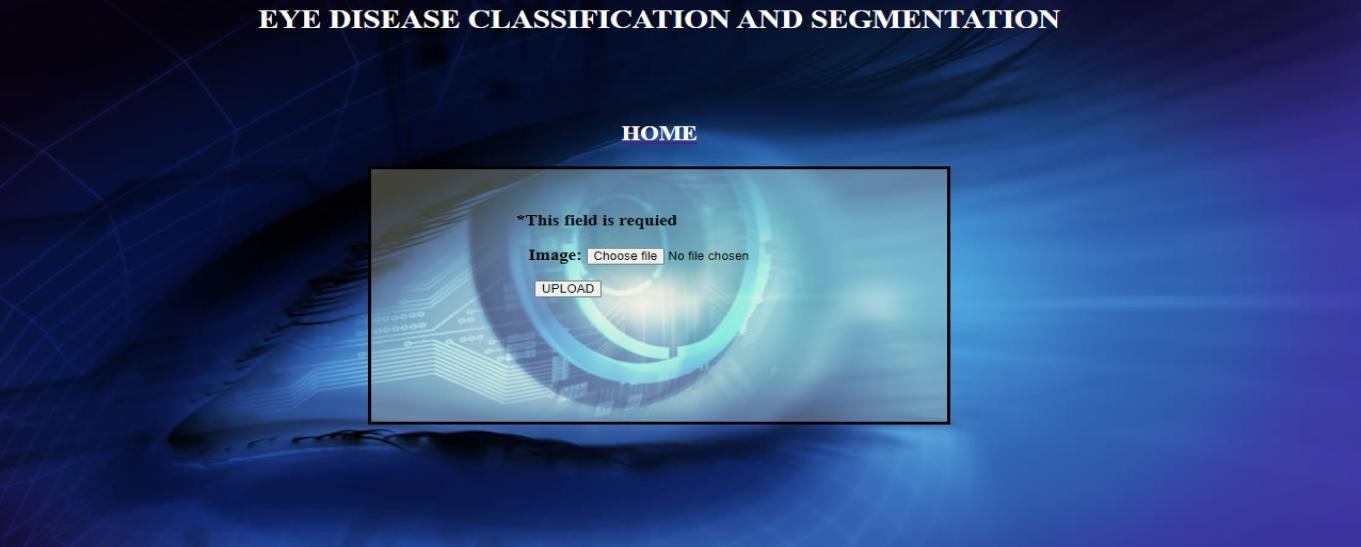 EYE DISEASE CLASSIFICATION AND SEGMENTATION
HOME
*This field is requied
Image: Choose file No file chosen
UPLOAD